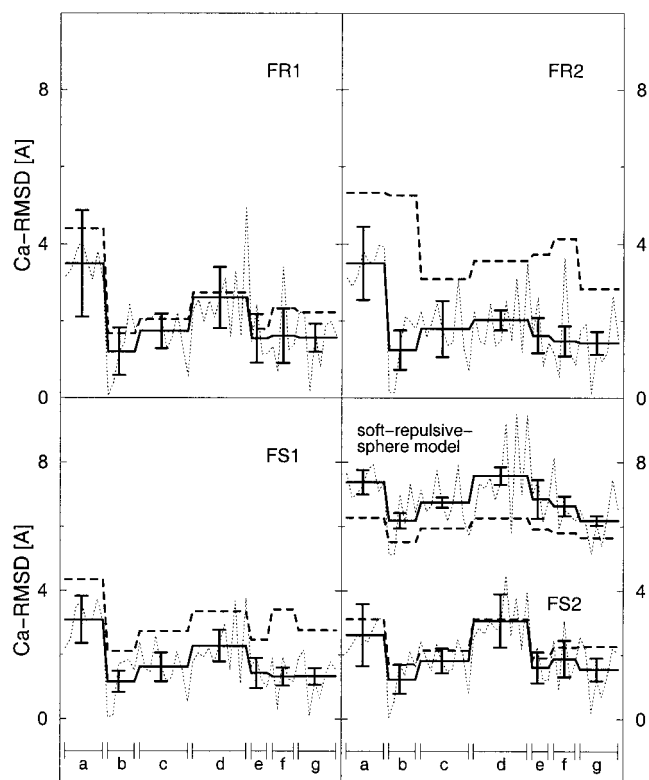 FR1
FR2
8
8
Ca-RMSD [A]
4
4
0
0
FS1
soft-repulsive-
sphere model
8
8
Ca-RMSD [A]
4
4
FS2
0
0
a b c d e f g a b c d e f g